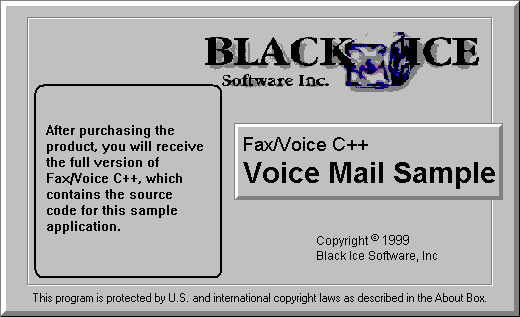 BLACK ICE
Software Inc.
After purchasing the
product, you will receive
the full version of
Fax/Voice C++, which
contains the source
code for this sample
application.
Fax/Voice C++
Voice Mail Sample
Copyright © 1999
Black Ice Software, Inc
This program is protected by U.S. and international copyright laws as described in the About Box.